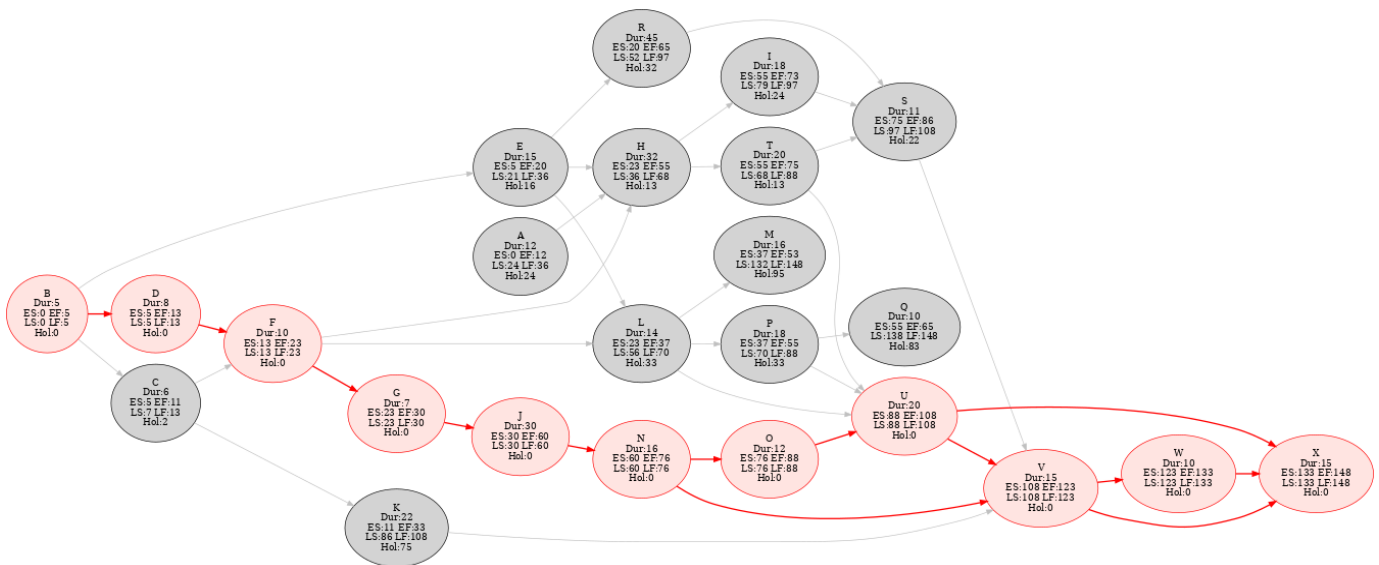 R
Dur:45
ES:20 EF:65
LS:52 LF:97
Hol:32
I
Dur:18
ES:55 EF:73
LS:79 LF:97
Hol:24
S
Dur:11
ES:75 EF:86
LS:97 LF:108
Hol:22
E
Dur:15
ES:5 EF:20
LS:21 LF:36
Hol:16
H
Dur:32
ES:23 EF:55
LS:36 LF:68
Hol:13
T
Dur:20
ES:55 EF:75
LS:68 LF:88
Hol:13
A
Dur:12
ES:0 EF:12
LS:24 LF:36
Hol:24
M
Dur:16
ES:37 EF:53
LS:132 LF:148
Hol:95
B
Dur:5
ES:0 EF:5
LS:0 LF:5
Hol:0
D
Dur:8
ES:5 EF:13
LS:5 LF:13
Hol:0
F
Dur:10
ES:13 EF:23
LS:13 LF:23
Hol:0
L
Dur:14
ES:23 EF:37
LS:56 LF:70
Hol:33
P
Dur:18
ES:37 EF:55
LS:70 LF:88
Hol:33
Q
Dur:10
ES:55 EF:65
LS:138 LF:148
Hol:83
C
Dur:6
ES:5 EF:11
LS:7 LF:13
Hol:2
G
Dur:7
ES:23 EF:30
LS:23 LF:30
Hol:0
J
Dur:30
ES:30 EF:60
LS:30 LF:60
Hol:0
N
Dur:16
ES:60 EF:76
LS:60 LF:76
Hol:0
O
Dur:12
ES:76 EF:88
LS:76 LF:88
Hol:0
U
Dur:20
ES:88 EF:108
LS:88 LF:108
Hol:0
V
Dur:15
ES:108 EF:123
LS:108 LF:123
Hol:0
W
Dur:10
ES:123 EF:133
LS:123 LF:133
Hol:0
X
Dur:15
ES:133 EF:148
LS:133 LF:148
Hol:0
K
Dur:22
ES:11 EF:33
LS:86 LF:108
Hol:75